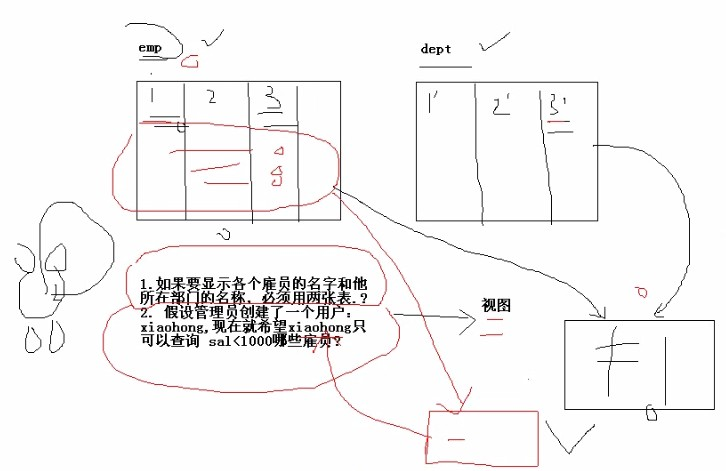 emp
dept
1 2 3
1' 2' 3'
1.如果要显示各个雇员的名字和他
所在部门的名称，必须用两张表.?
2. 假设管理员创建了一个用户：
xiaohong,现在就希望xiaohong只
可以查询 sal<1000哪些雇员?
视图